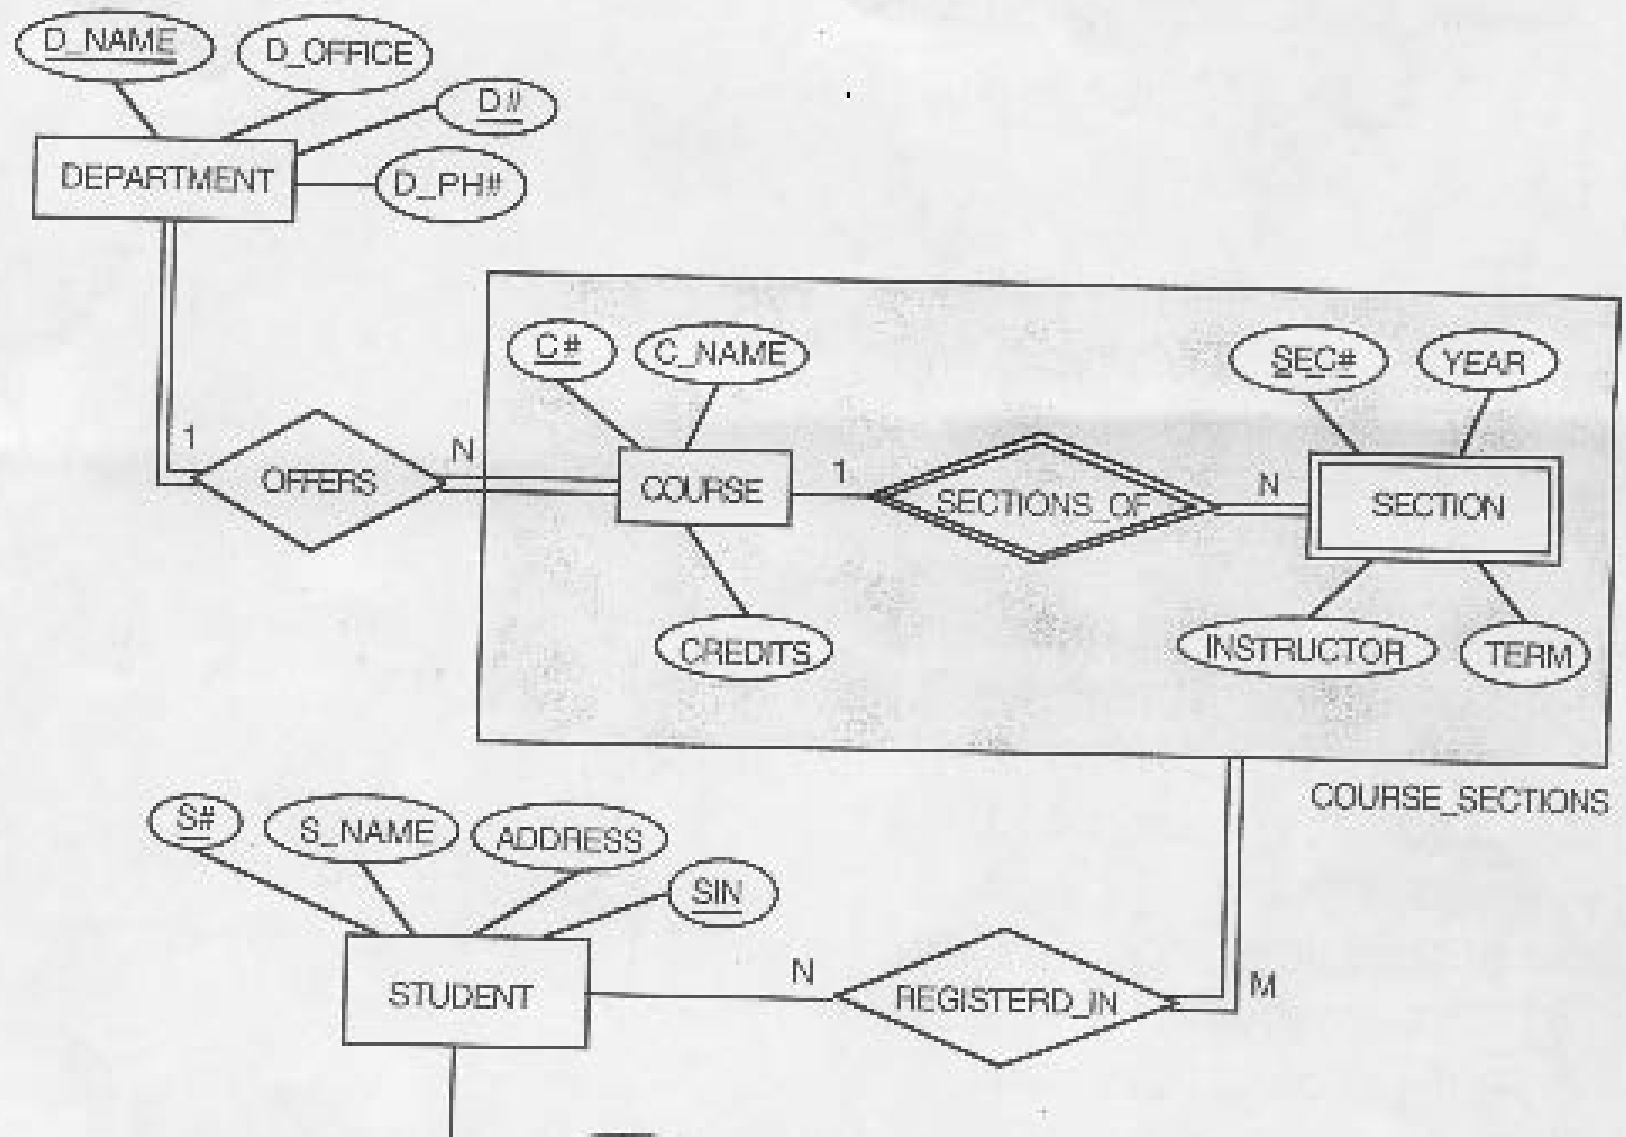 D_NAME
D_OFFICE
D#
DEPARTMENT
D_PH#
C#
C_NAME
SEC#
YEAR
1
OFFERS
N
COURSE
1
SECTIONS_OF
N
SECTION
CREDITS
INSTRUCTOR
TERM
COURSE_SECTIONS
S#
S_NAME
ADDRESS
SIN
STUDENT
N
REGISTERD_IN
M